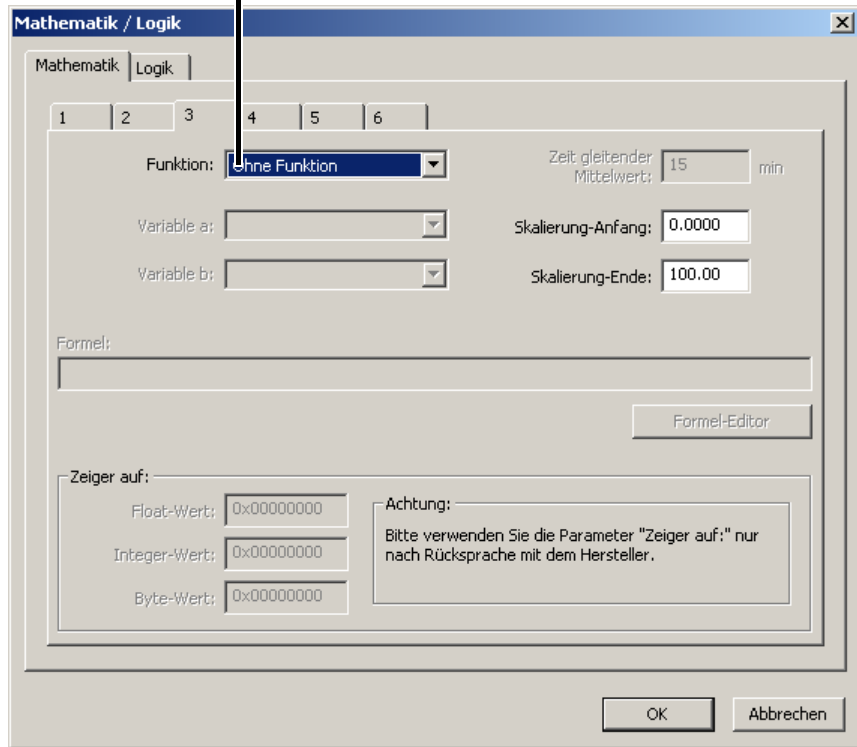 Mathematik / Logik
Mathematik Logik
1 2 3 4 5 6
Funktion: Ohne Funktion
Zeit gleitender
Mittelwert: 15 min
Variable a:
Skalierung-Anfang: 0.0000
Variable b:
Skalierung-Ende: 100.00
Formel:
Formel-Editor
Zeiger auf:
Float-Wert: 0x00000000
Integer-Wert: 0x00000000
Byte-Wert: 0x00000000
Achtung:
Bitte verwenden Sie die Parameter "Zeiger auf:" nur
nach Rücksprache mit dem Hersteller.
OK Abbrechen